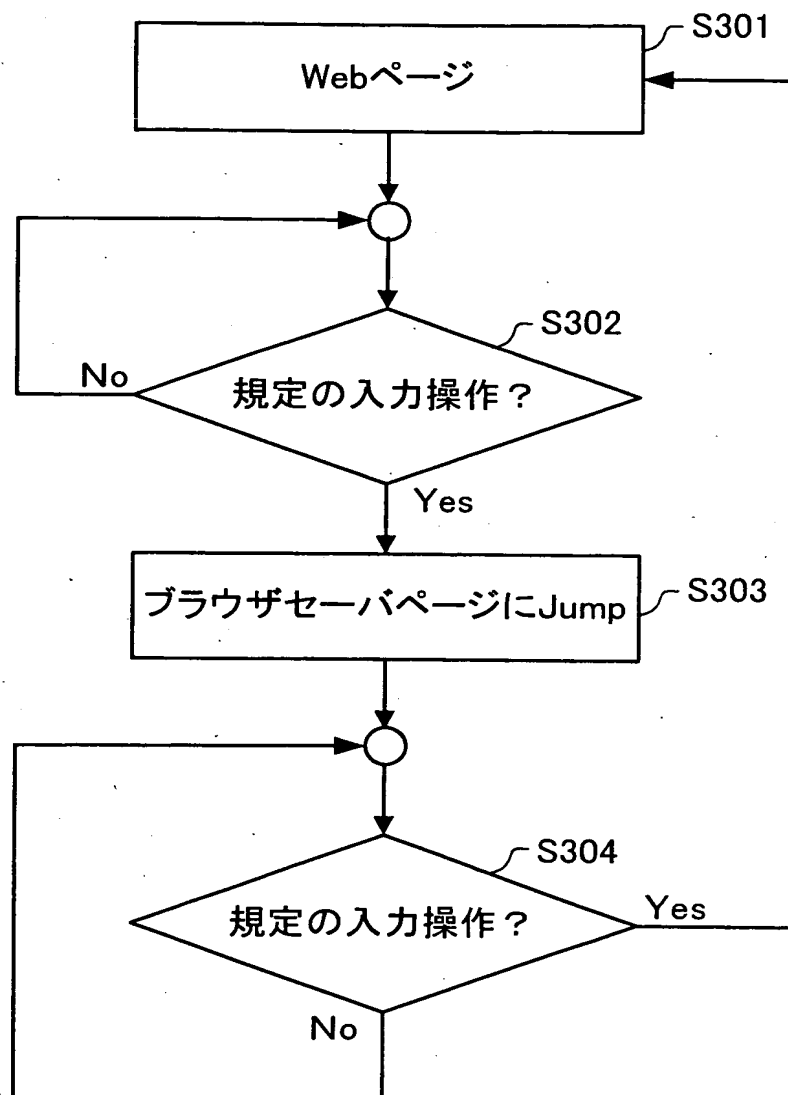 S301
Webページ
S302
規定の入力操作？
No
Yes
ブラウザセーバページにJump
S303
S304
規定の入力操作？
Yes
No